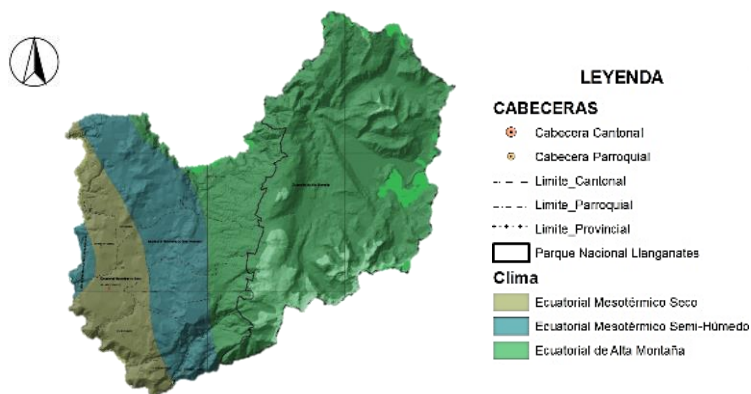 LEYENDA
CABECERAS
Cabecera Cantonal
Cabecera Parroquial
Limite_Cantonal
Limite_Parroquial
Limite_Provincial
Parque Nacional Llanganates
Clima
Ecuatorial Mesotérmico Seco
Ecuatorial Mesotérmico Semi-Húmedo
Ecuatorial de Alta Montaña